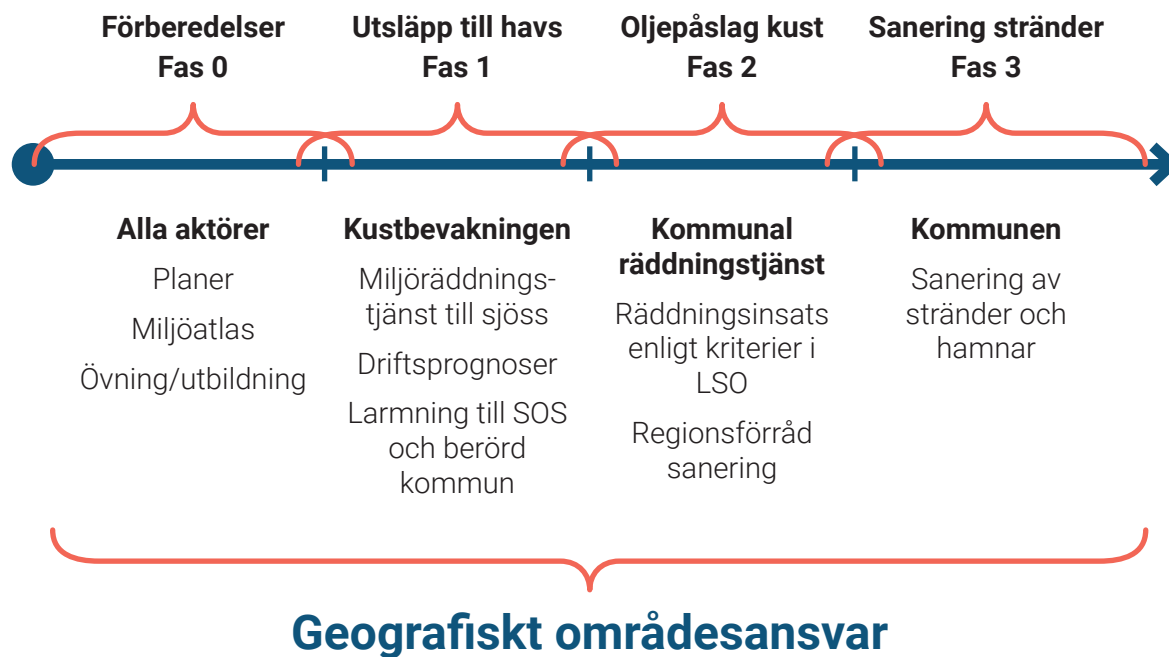 Förberedelser
Fas 0
Utsläpp till havs
Fas 1
Oljepåslag kust
Fas 2
Sanering stränder
Fas 3
Alla aktörer
Planer
Miljöatlas
Övning/utbildning
Kustbevakningen
Miljöräddnings-
tjänst till sjöss
Driftsprognoser
Larmning till SOS
och berörd
kommun
Kommunal
räddningstjänst
Räddningsinsats
enligt kriterier i
LSO
Regionsförråd
sanering
Kommunen
Sanering av
stränder och
hamnar
Geografiskt områdesansvar